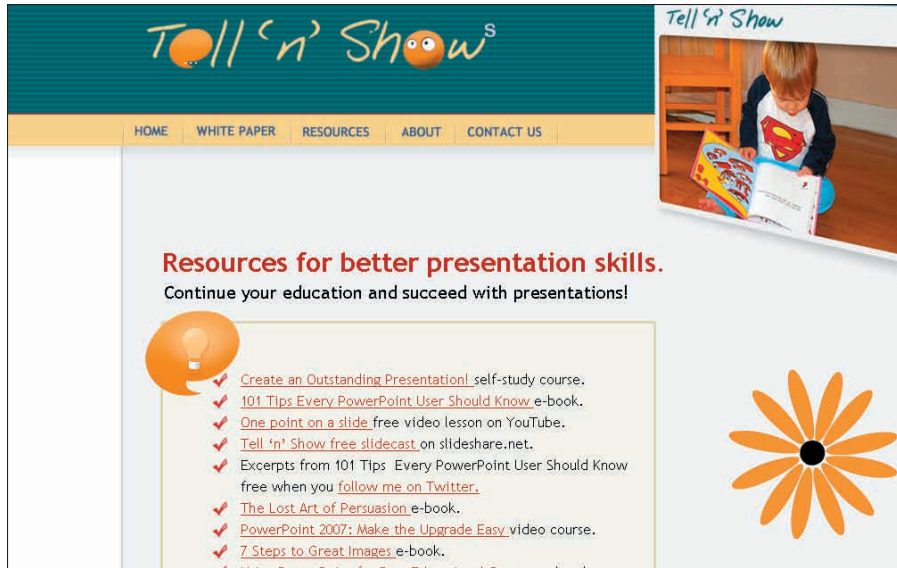 Tell 'n' Show s
Tell 'n' Show
HOME WHITE PAPER RESOURCES ABOUT CONTACT US
Resources for better presentation skills.
Continue your education and succeed with presentations!
Create an Outstanding Presentation! self-study course.
101 Tips Every PowerPoint User Should Know e-book.
One point on a slide free video lesson on YouTube.
Tell 'n' Show free slidecast on slideshare.net.
Excerpts from 101 Tips Every PowerPoint User Should Know
free when you follow me on Twitter.
The Lost Art of Persuasion e-book.
PowerPoint 2007: Make the Upgrade Easy video course.
7 Steps to Great Images e-book.